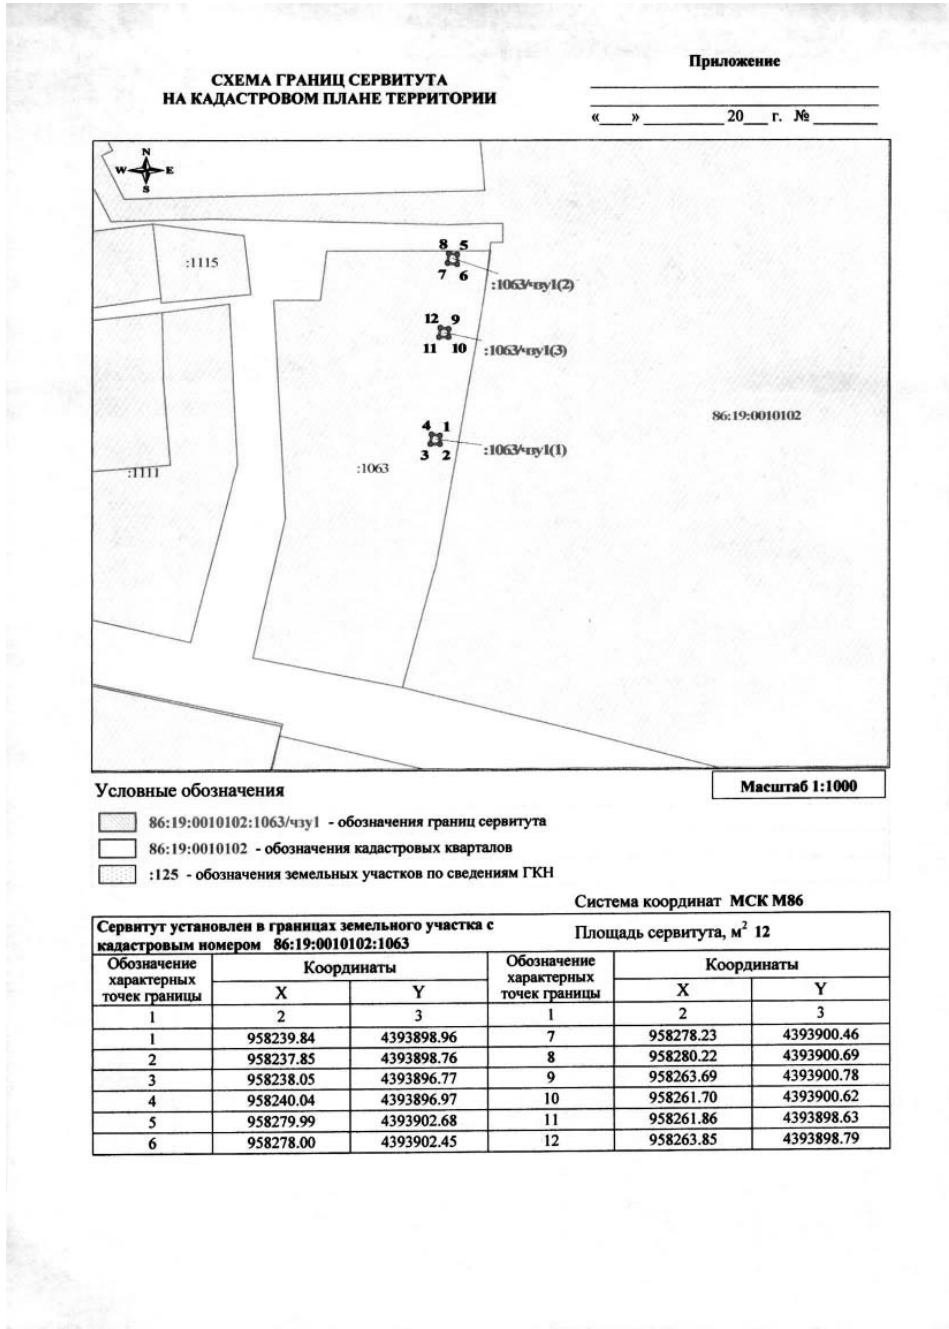 Приложение
СХЕМА ГРАНИЦ СЕРВИТУТА
НА КАДАСТРОВОМ ПЛАНЕ ТЕРРИТОРИИ
«____» __________ 20___ г. № ________
N
W E
S
:1115
8 5
7 6
:1063/чзу1(2)
12 9
11 10
:1063/чзу1(3)
86:19:0010102
4 1
3 2
:1063/чзу1(1)
:1063
:1111
Условные обозначения
Масштаб 1:1000
86:19:0010102:1063/чзу1 - обозначения границ сервитута
86:19:0010102 - обозначения кадастровых кварталов
:125 - обозначения земельных участков по сведениям ГКН
Система координат МСК М86
Сервитут установлен в границах земельного участка с
кадастровым номером 86:19:0010102:1063
Площадь сервитута, м² 12
Обозначение характерных точек границы Координаты Обозначение характерных точек границы Координаты
X Y X Y
1 2 3 1 2 3
1 958239.84 4393898.96 7 958278.23 4393900.46
2 958237.85 4393898.76 8 958280.22 4393900.69
3 958238.05 4393896.77 9 958263.69 4393900.78
4 958240.04 4393896.97 10 958261.70 4393900.62
5 958279.99 4393902.68 11 958261.86 4393898.63
6 958278.00 4393902.45 12 958263.85 4393898.79